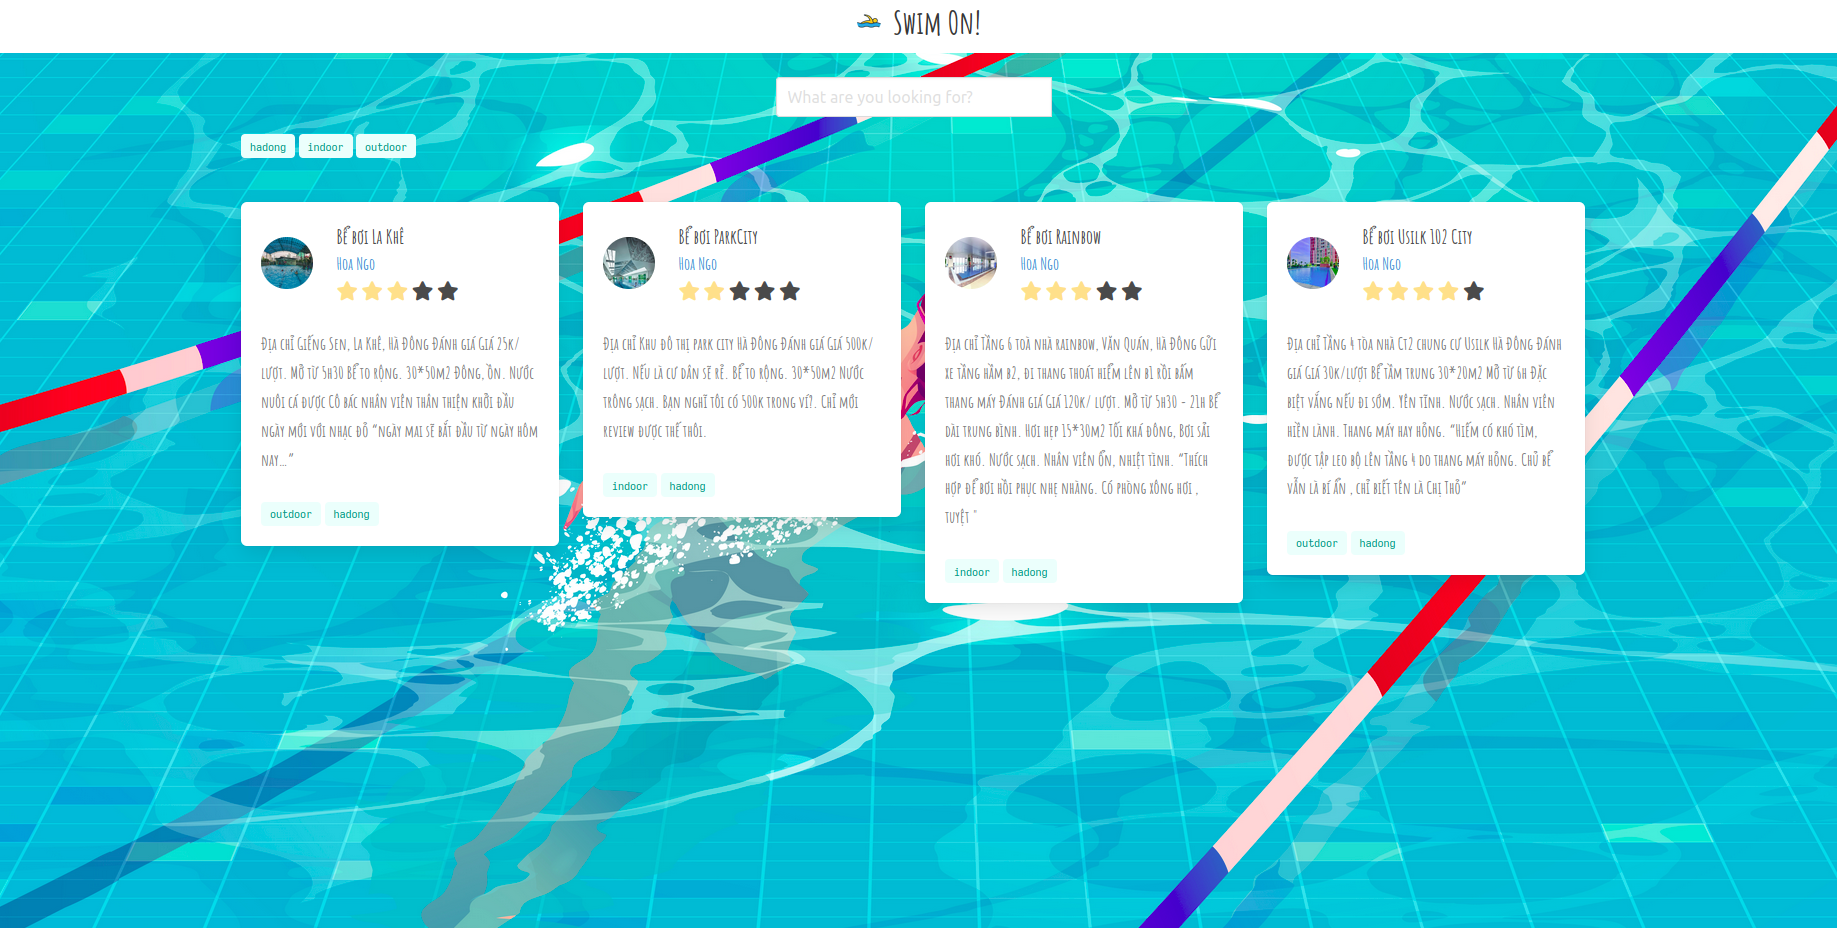 Swim On!
What are you looking for?
hadong indoor outdoor
Bể bơi La Khê
Hoa Ngo
Địa chỉ Giếng Sen, La Khê, Hà Đông Đánh giá Giá 25k/
lượt. Mở từ 5h30 Bể to rộng. 30*50m2 Đông, ồn. Nước
nuôi cá được Cô bác nhân viên thân thiện khởi đầu
ngày mới với nhạc đỏ “ngày mai sẽ bắt đầu từ ngày hôm
nay…”
outdoor hadong
Bể bơi ParkCity
Hoa Ngo
Địa chỉ Khu đô thị park city Hà Đông Đánh giá Giá 500k/
lượt. Nếu là cư dân sẽ rẻ. Bể to rộng. 30*50m2 Nước
trông sạch. Bạn nghĩ tôi có 500k trong ví?. Chỉ mới
review được thế thôi.
indoor hadong
Bể bơi Rainbow
Hoa Ngo
Địa chỉ Tầng 6 toà nhà rainbow, Văn Quán, Hà Đông Gửi
xe tầng hầm b2, đi thang thoát hiểm lên b1 rồi bấm
thang máy Đánh giá Giá 120k/ lượt. Mở từ 5h30 - 21h Bể
dài trung bình. Hơi hẹp 15*30m2 Tối khá đông, Bơi sải
hơi khó. Nước sạch. Nhân viên ổn, nhiệt tình. “Thích
hợp để bơi hồi phục nhẹ nhàng. Có phòng xông hơi ,
tuyệt "
indoor hadong
Bể bơi Usilk 102 City
Hoa Ngo
Địa chỉ Tầng 4 tòa nhà Ct2 chung cư Usilk Hà Đông Đánh
giá Giá 30k/lượt Bể tầm trung 30*20m2 Mở từ 6h Đặc
biệt vắng nếu đi sớm. Yên tĩnh. Nước sạch. Nhân viên
hiền lành. Thang máy hay hỏng. “Hiếm có khó tìm,
được tập leo bộ lên tầng 4 do thang máy hỏng. Chủ bể
vẫn là bí ẩn , chỉ biết tên là Chị Thỏ”
outdoor hadong